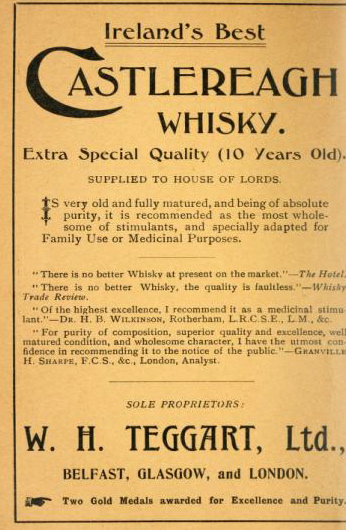 Ireland's Best
CASTLEREAGH
WHISKY.
Extra Special Quality (10 Years Old).
SUPPLIED TO HOUSE OF LORDS.
IS very old and fully matured, and being of absolute
purity, it is recommended as the most whole-
some of stimulants, and specially adapted for
Family Use or Medicinal Purposes.
"There is no better Whisky at present on the market."—The Hotel.
"There is no better Whisky, the quality is faultless."—Whisky
Trade Review.
"Of the highest excellence, I recommend it as a medicinal stimu-
lant."—DR. H. B. WILKINSON, Rotherham, L.R.C.S.E., L.M., &c.
"For purity of composition, superior quality and excellence, well
matured condition, and wholesome character, I have the utmost con-
fidence in recommending it to the notice of the public."—GRANVILLE
H. SHARPE, F.C.S., &c., London, Analyst.
SOLE PROPRIETORS:
W. H. TEGGART, Ltd.,
BELFAST, GLASGOW, and LONDON.
Two Gold Medals awarded for Excellence and Purity.